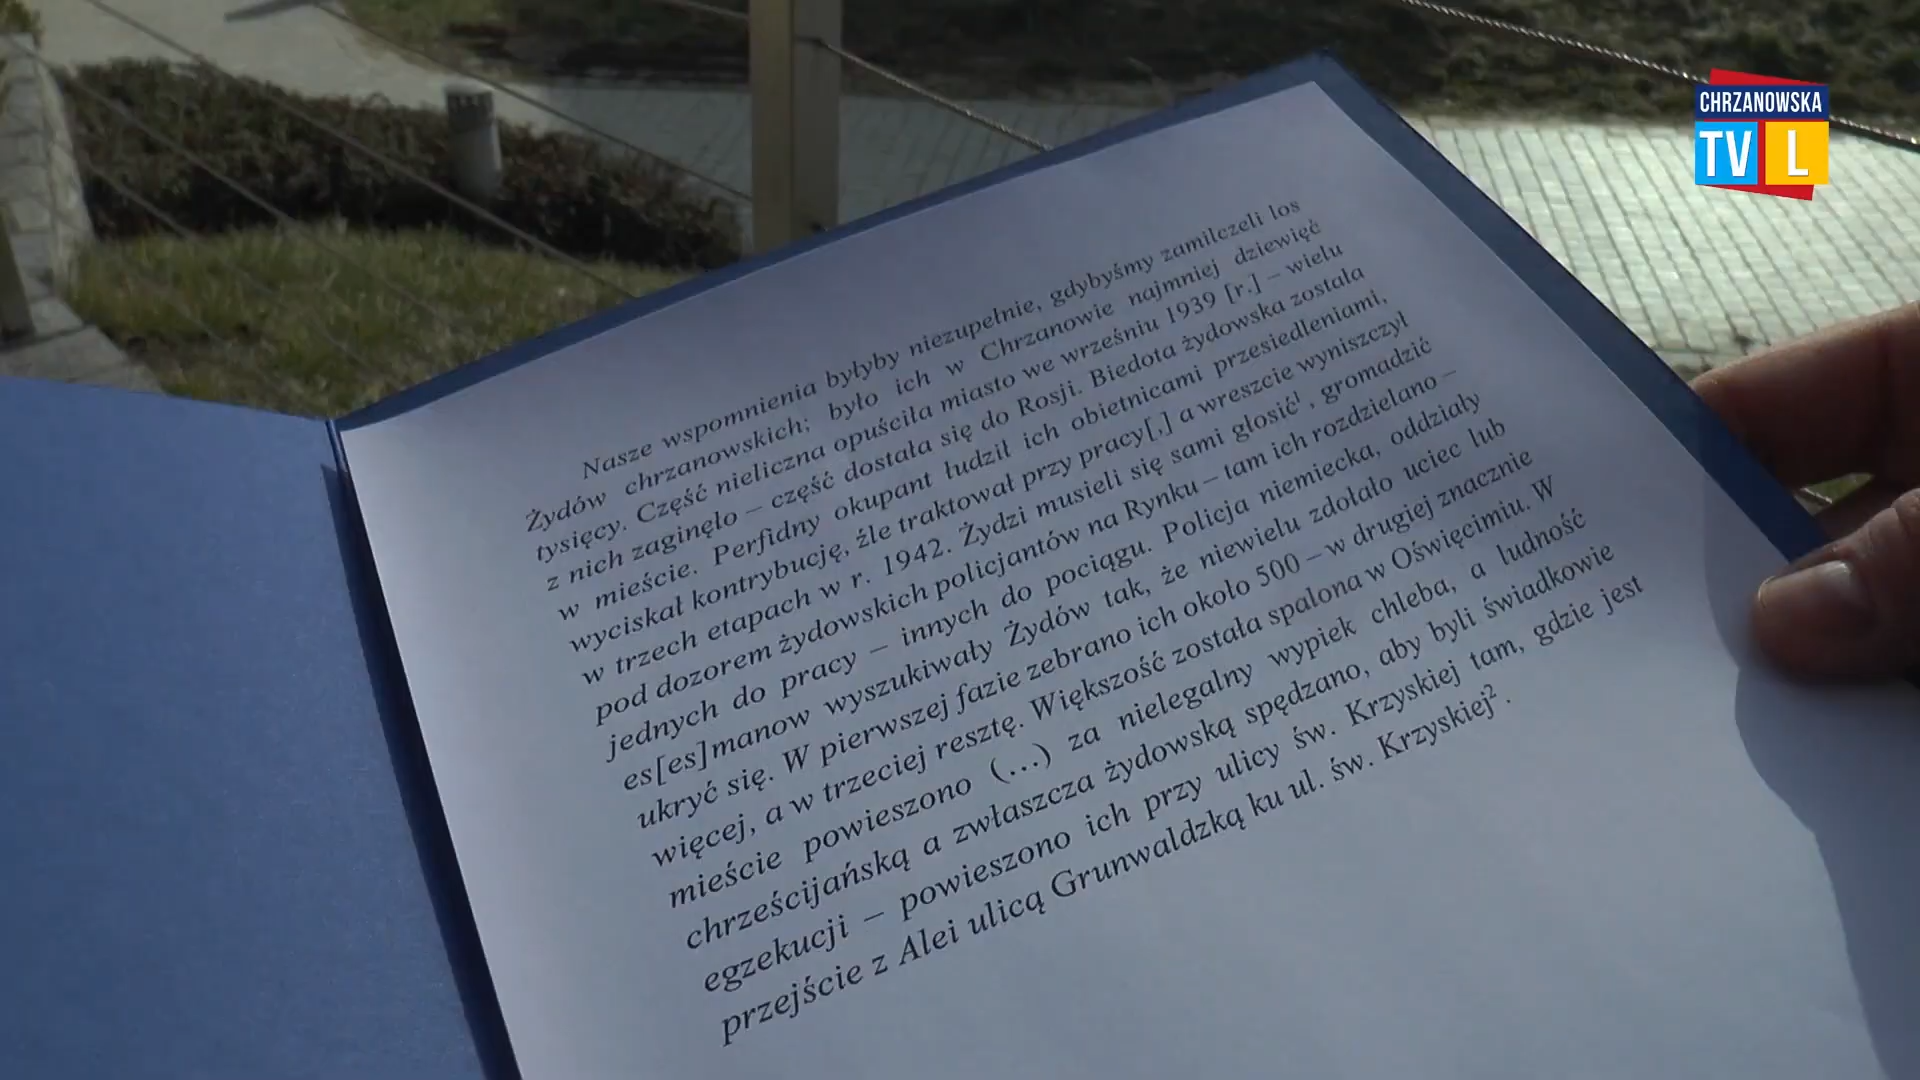 CHRZANOWSKA
TV L
Nasze wspomnienia byłyby niezupełnie, gdybyśmy zamilczeli los
Żydów chrzanowskich; było ich w Chrzanowie najmniej dziewięć
tysięcy. Część nieliczna opuściła miasto we wrześniu 1939 [r.] – wielu
z nich zaginęło – część dostała się do Rosji. Biedota żydowska została
w mieście. Perfidny okupant łudził ich obietnicami przesiedleniami,
wyciskał kontrybucję, źle traktował przy pracy[,] a wreszcie wyniszczył
w trzech etapach w r. 1942. Żydzi musieli się sami głosić¹, gromadzić
pod dozorem żydowskich policjantów na Rynku – tam ich rozdzielano –
jednych do pracy – innych do pociągu. Policja niemiecka, oddziały
es[es]manow wyszukiwały Żydów tak, że niewielu zdołało uciec lub
ukryć się. W pierwszej fazie zebrano ich około 500 – w drugiej znacznie
więcej, a w trzeciej resztę. Większość została spalona w Oświęcimiu. W
mieście powieszono (...) za nielegalny wypiek chleba, a ludność
chrześcijańską a zwłaszcza żydowską spędzano, aby byli świadkowie
egzekucji – powieszono ich przy ulicy św. Krzyskiej tam, gdzie jest
przejście z Alei ulicą Grunwaldzką ku ul. św. Krzyskiej².